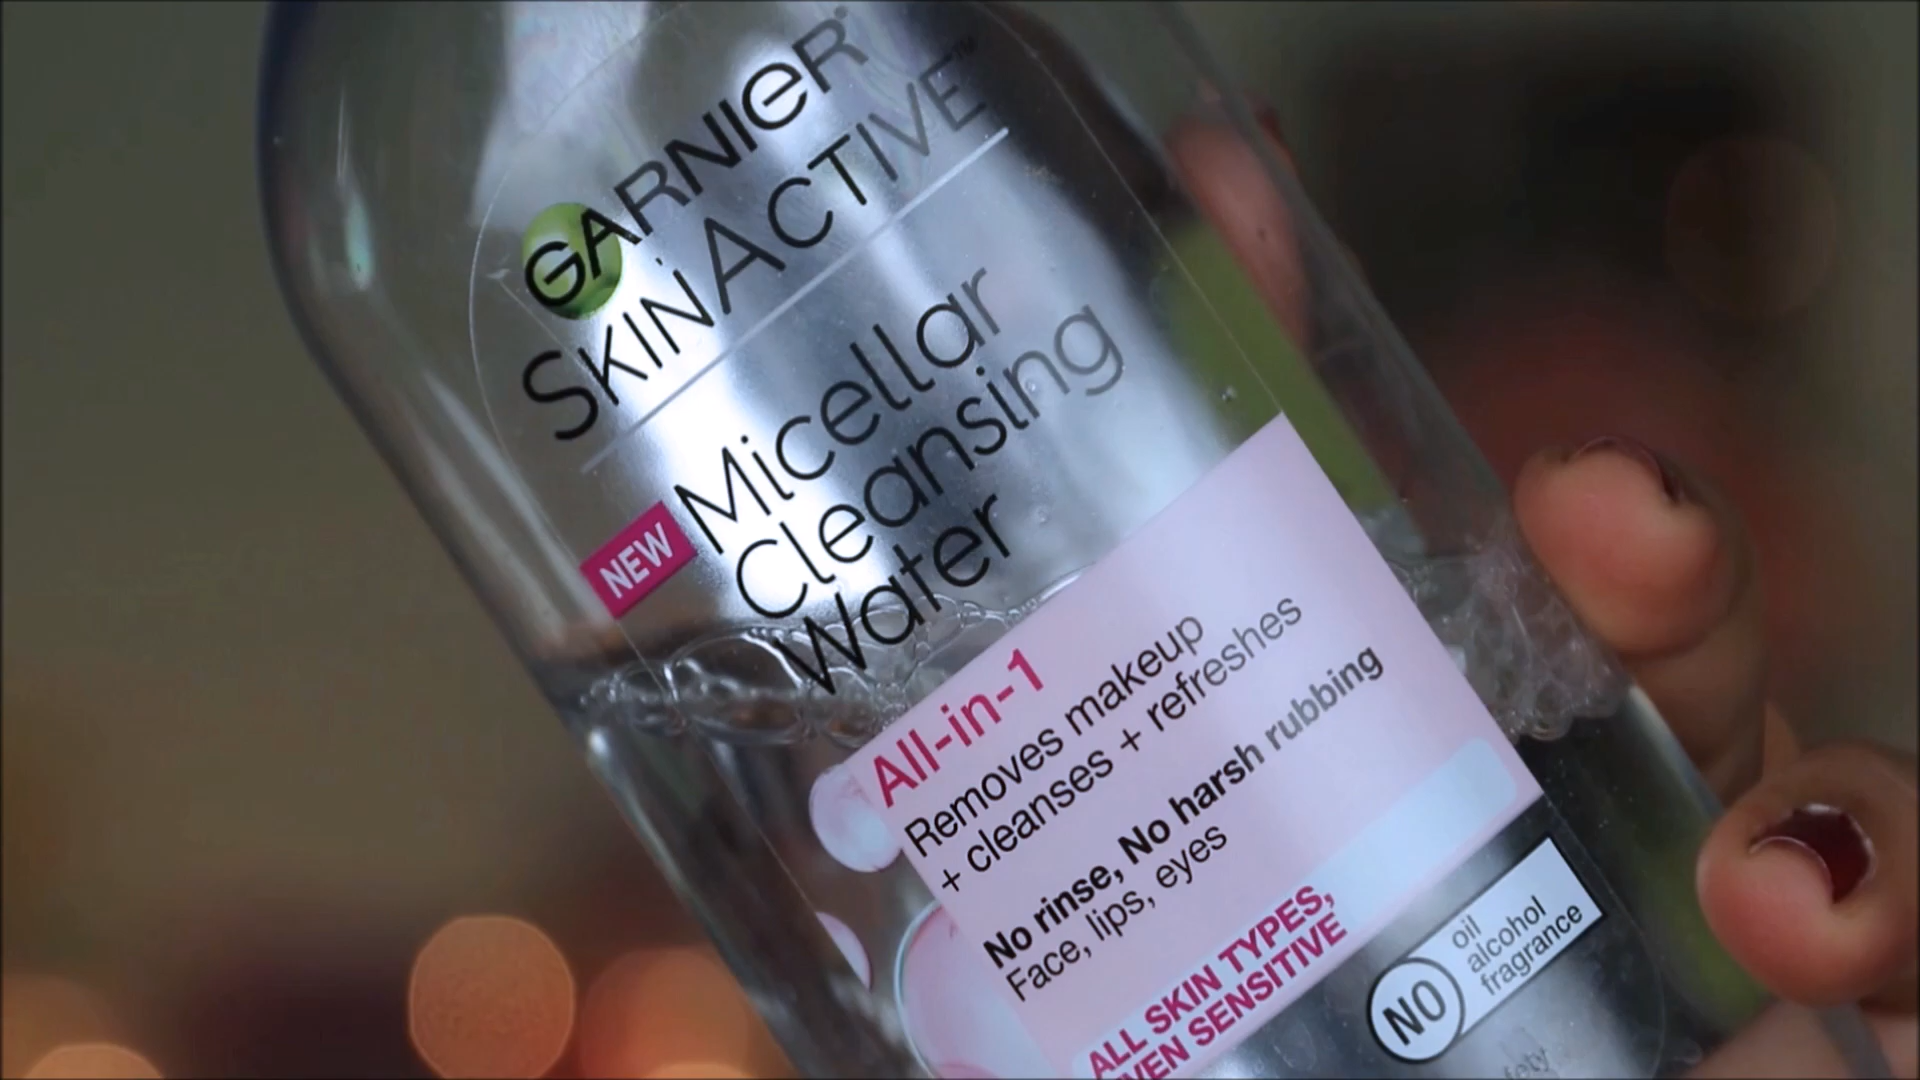 GARNIER®
SKINACTIVE™
NEW
Micellar
Cleansing
Water
All-in-1
Removes makeup
+ cleanses + refreshes
No rinse, No harsh rubbing
Face, lips, eyes
ALL SKIN TYPES,
EVEN SENSITIVE
NO
oil
alcohol
fragrance